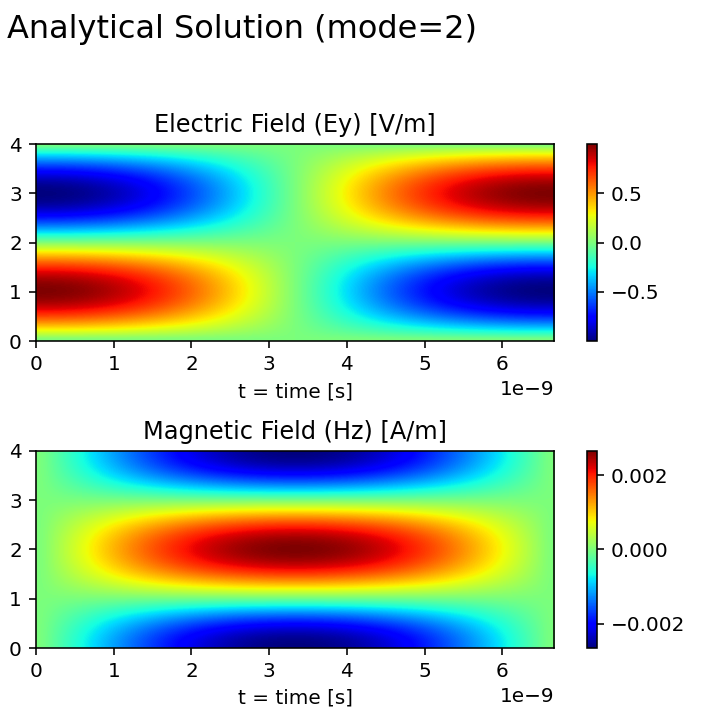 Analytical Solution (mode=2)
Electric Field (Ey) [V/m]
4
3
2
1
0
0 1 2 3 4 5 6
t = time [s]
1e−9
0.5
0.0
−0.5
Magnetic Field (Hz) [A/m]
4
3
2
1
0
0 1 2 3 4 5 6
t = time [s]
1e−9
0.002
0.000
−0.002